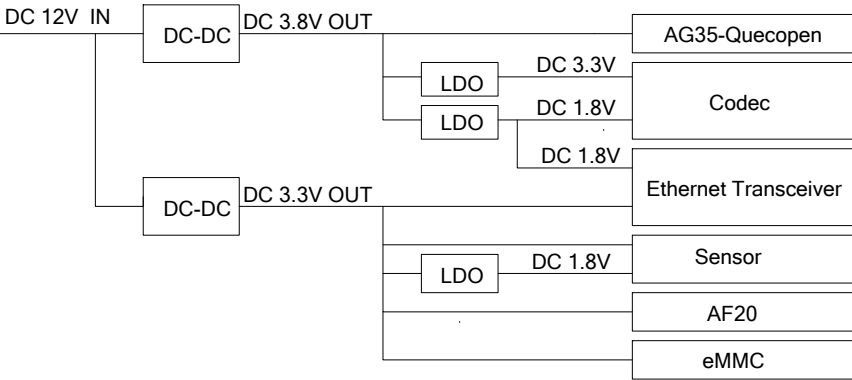 DC 12V IN
DC-DC
DC 3.8V OUT
AG35-Quecopen
LDO
DC 3.3V
LDO
DC 1.8V
Codec
DC 1.8V
Ethernet Transceiver
DC-DC
DC 3.3V OUT
Sensor
LDO
DC 1.8V
AF20
eMMC